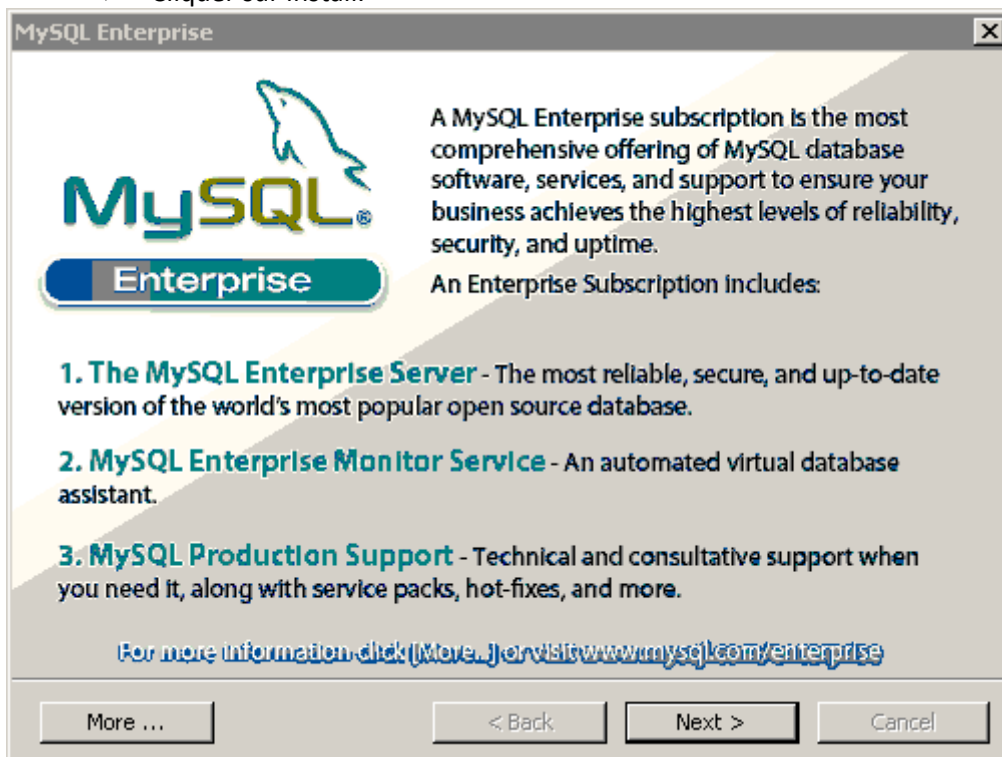 MySQL Enterprise
MySQL®
Enterprise
A MySQL Enterprise subscription is the most
comprehensive offering of MySQL database
software, services, and support to ensure your
business achieves the highest levels of reliability,
security, and uptime.
An Enterprise Subscription includes:
1. The MySQL Enterprise Server - The most reliable, secure, and up-to-date
version of the world's most popular open source database.
2. MySQL Enterprise Monitor Service - An automated virtual database
assistant.
3. MySQL Production Support - Technical and consultative support when
you need it, along with service packs, hot-fixes, and more.
For more information click [More...] or visit www.mysql.com/enterprise
More ...
< Back
Next >
Cancel